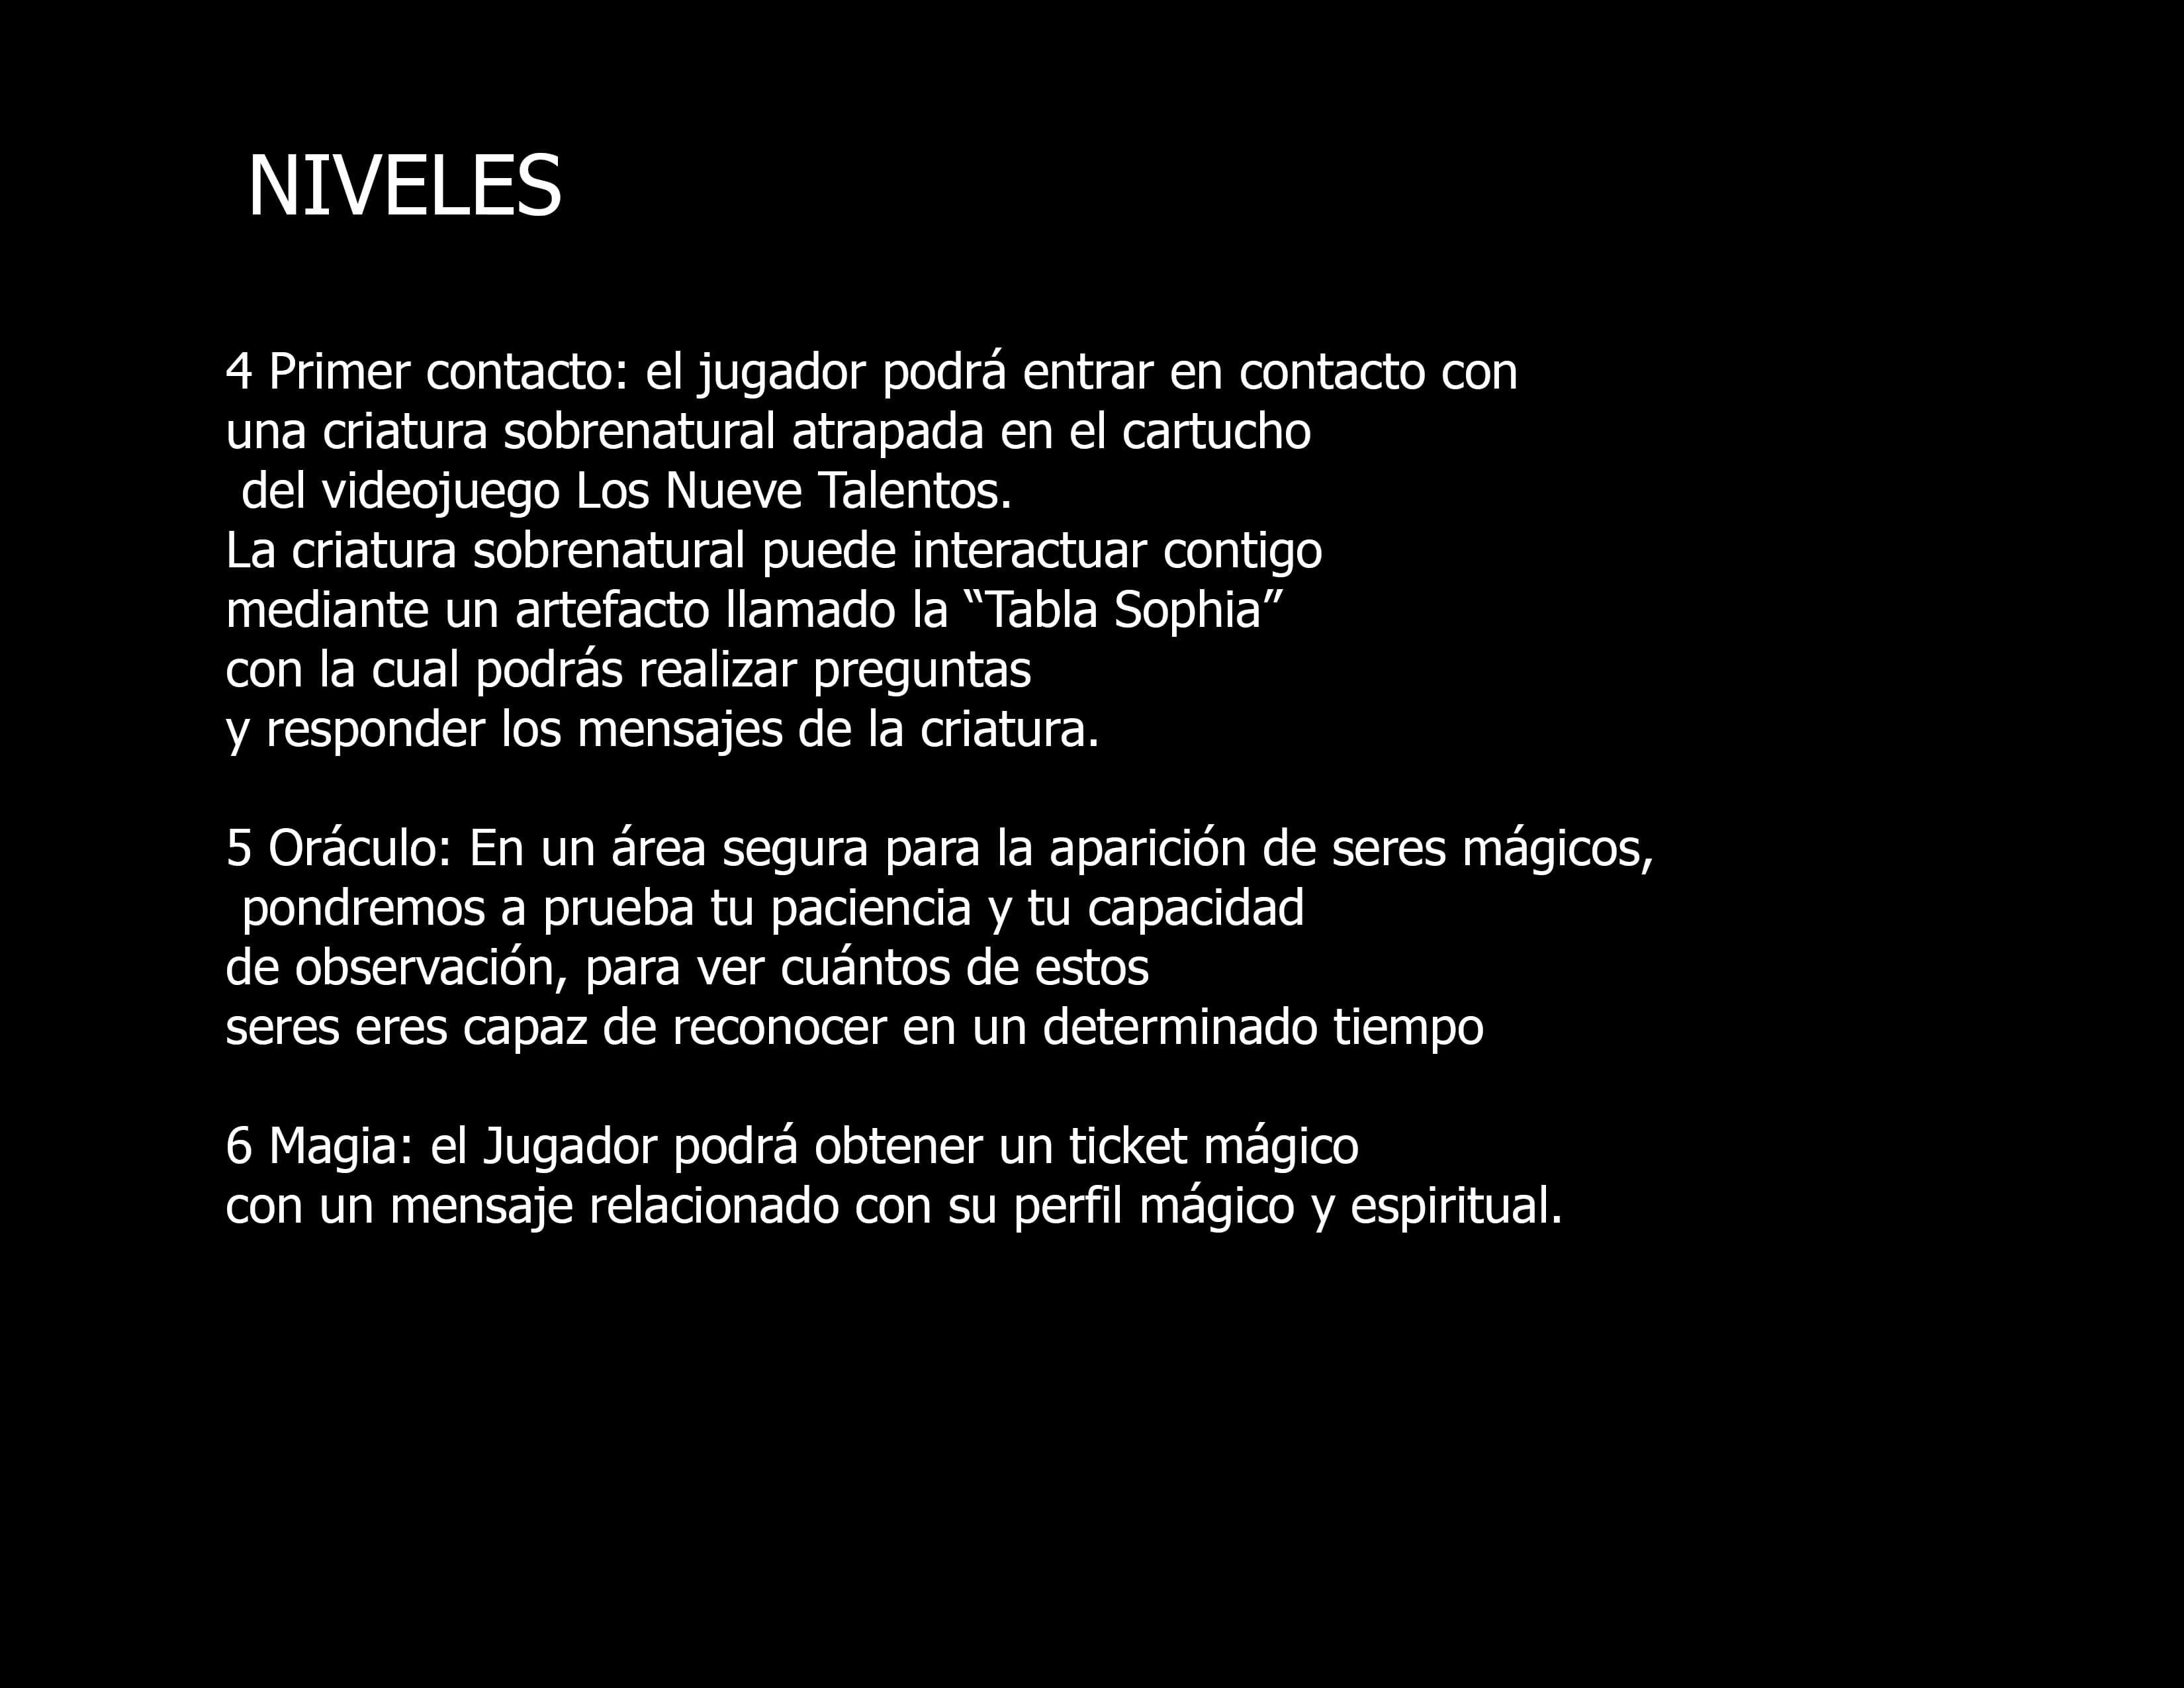 NIVELES
4 Primer contacto: el jugador podrá entrar en contacto con
una criatura sobrenatural atrapada en el cartucho
del videojuego Los Nueve Talentos.
La criatura sobrenatural puede interactuar contigo
mediante un artefacto llamado la “Tabla Sophia”
con la cual podrás realizar preguntas
y responder los mensajes de la criatura.
5 Oráculo: En un área segura para la aparición de seres mágicos,
pondremos a prueba tu paciencia y tu capacidad
de observación, para ver cuántos de estos
seres eres capaz de reconocer en un determinado tiempo
6 Magia: el Jugador podrá obtener un ticket mágico
con un mensaje relacionado con su perfil mágico y espiritual.